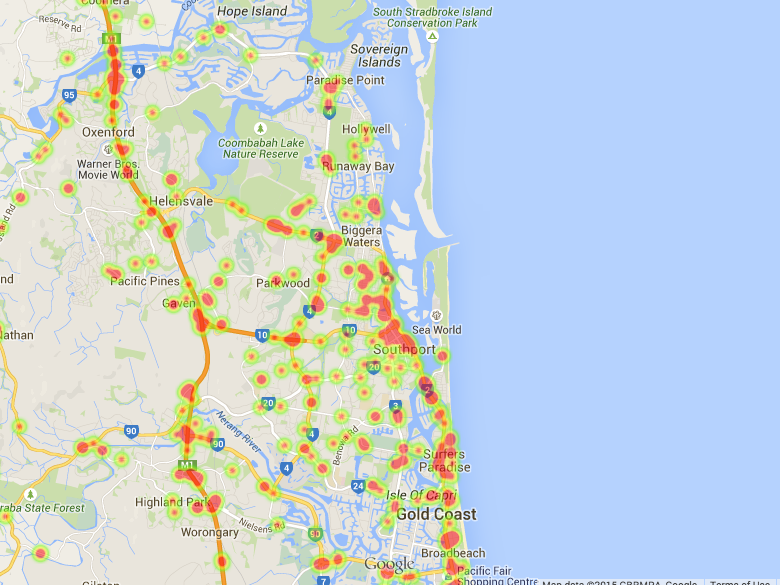 Coomera
Hope Island
South Stradbroke Island
Conservation Park
Reserve Rd
M1
4
Sovereign
Islands
Paradise Point
95
4
Oxenford
Hollywell
Coombabah Lake
Nature Reserve
Warner Bros.
Movie World
Runaway Bay
Helensvale
2
Biggera
Waters
Pacific Pines
Parkwood
Gaven
4
10
10
Sea World
Southport
20
2
20
3
90
90
Nerang River
4
Benowa Rd
4
M1
Surfers
Paradise
24
Isle Of Capri
Highland Park
Gold Coast
Nielsens Rd
Worongary
90
Broadbeach
Google
7
Pacific Fair
Shopping Centre
Map data ©2015 GBRMPA, Google
Terms of Use